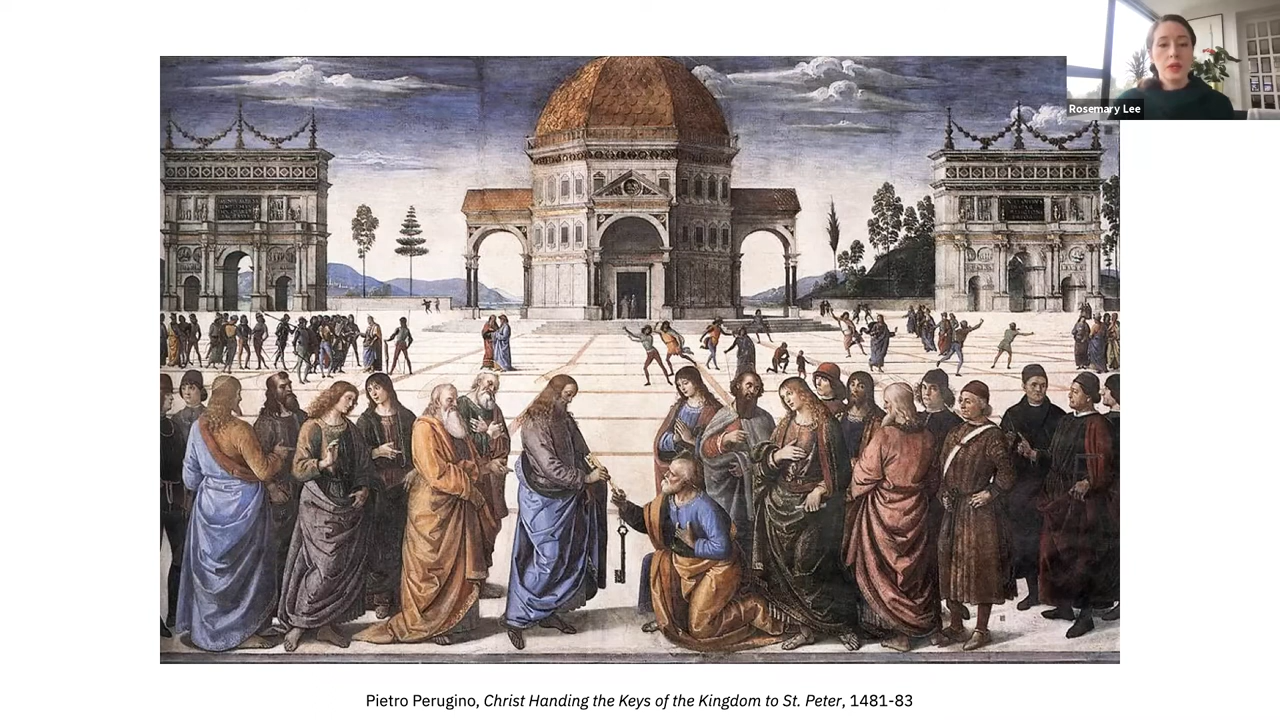 Rosemary Lee
Pietro Perugino, Christ Handing the Keys of the Kingdom to St. Peter, 1481-83